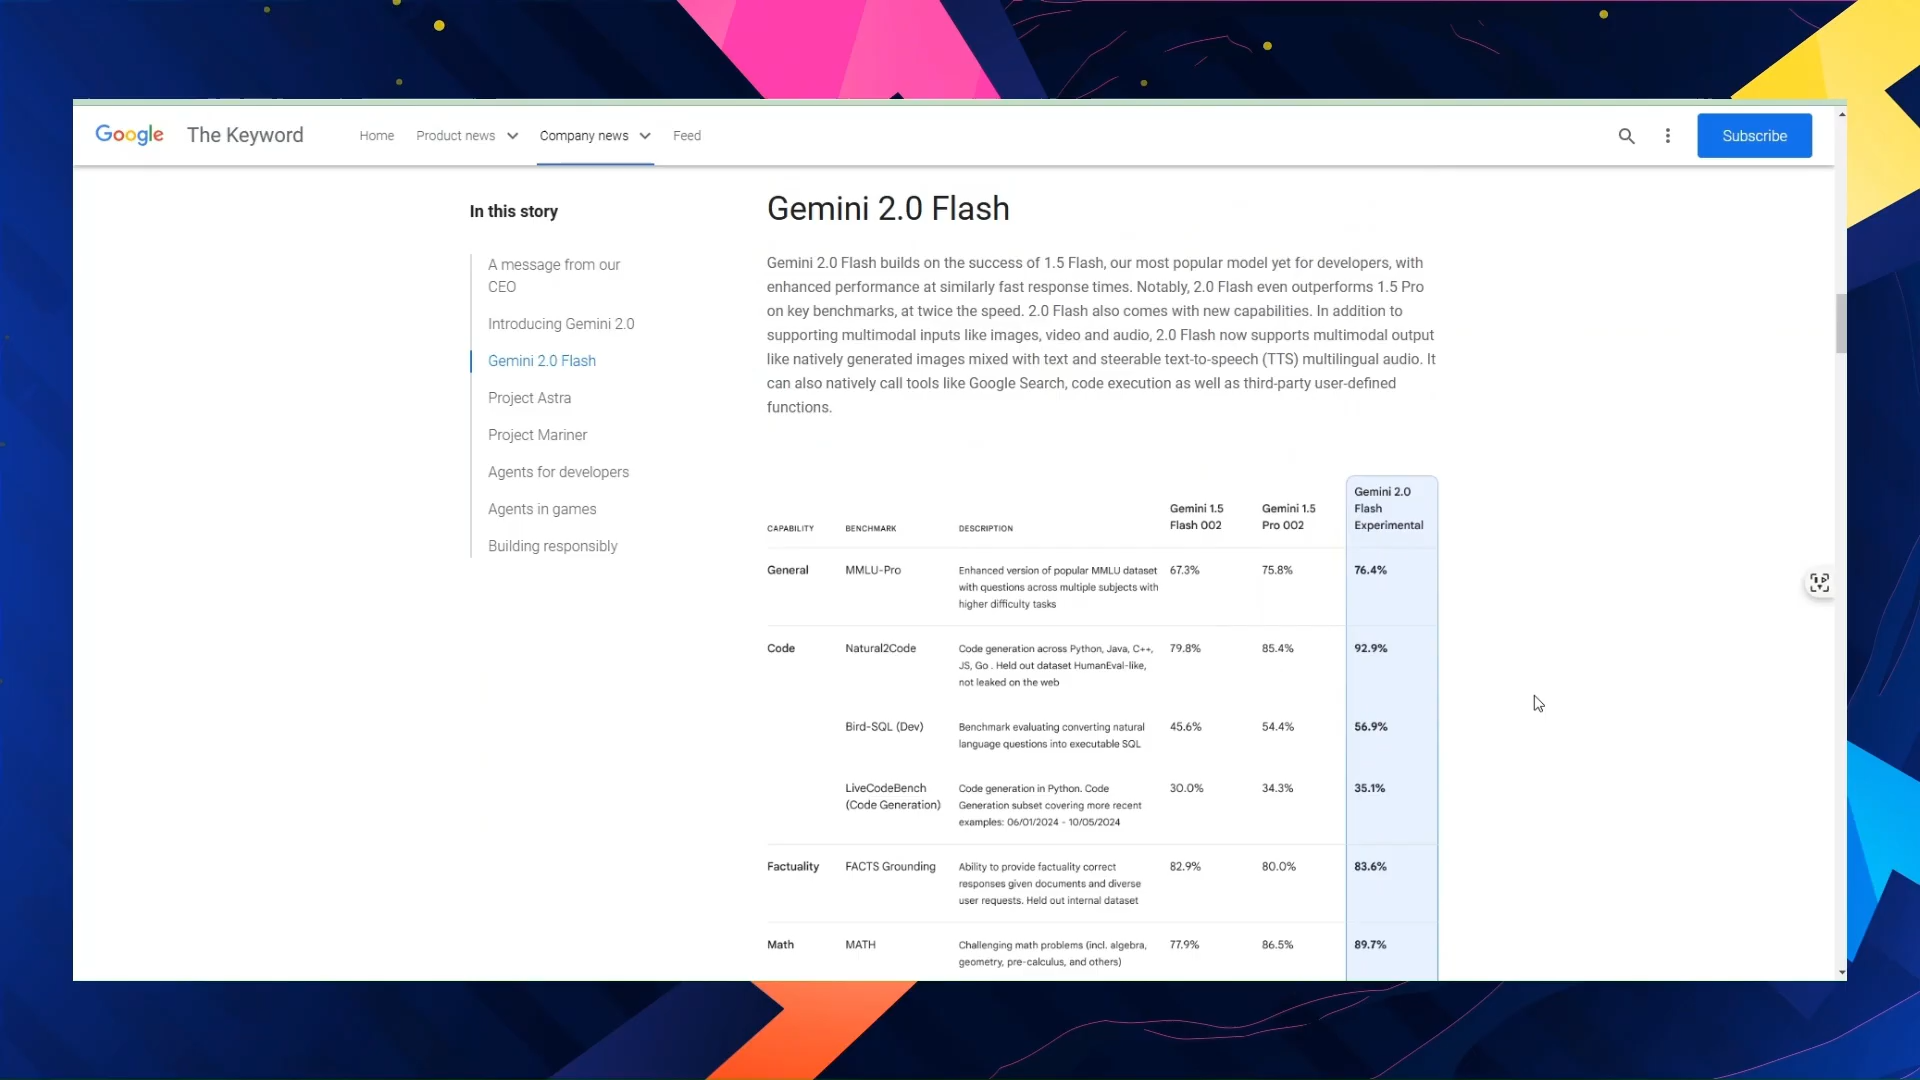 Google The Keyword Home Product news Company news Feed Subscribe
In this story
A message from our
CEO
Introducing Gemini 2.0
Gemini 2.0 Flash
Project Astra
Project Mariner
Agents for developers
Agents in games
Building responsibly
Gemini 2.0 Flash
Gemini 2.0 Flash builds on the success of 1.5 Flash, our most popular model yet for developers, with
enhanced performance at similarly fast response times. Notably, 2.0 Flash even outperforms 1.5 Pro
on key benchmarks, at twice the speed. 2.0 Flash also comes with new capabilities. In addition to
supporting multimodal inputs like images, video and audio, 2.0 Flash now supports multimodal output
like natively generated images mixed with text and steerable text-to-speech (TTS) multilingual audio. It
can also natively call tools like Google Search, code execution as well as third-party user-defined
functions.
CAPABILITY BENCHMARK DESCRIPTION
Gemini 1.5
Flash 002
Gemini 1.5
Pro 002
Gemini 2.0
Flash
Experimental
General MMLU-Pro Enhanced version of popular MMLU dataset 67.3% 75.8% 76.4%
with questions across multiple subjects with
higher difficulty tasks
Code Natural2Code Code generation across Python, Java, C++, 79.8% 85.4% 92.9%
JS, Go . Held out dataset HumanEval-like,
not leaked on the web
Bird-SQL (Dev) Benchmark evaluating converting natural 45.6% 54.4% 56.9%
language questions into executable SQL
LiveCodeBench Code generation in Python. Code 30.0% 34.3% 35.1%
(Code Generation) Generation subset covering more recent
examples: 06/01/2024 - 10/05/2024
Factuality FACTS Grounding Ability to provide factuality correct 82.9% 80.0% 83.6%
responses given documents and diverse
user requests. Held out internal dataset
Math MATH Challenging math problems (incl. algebra, 77.9% 86.5% 89.7%
geometry, pre-calculus, and others)